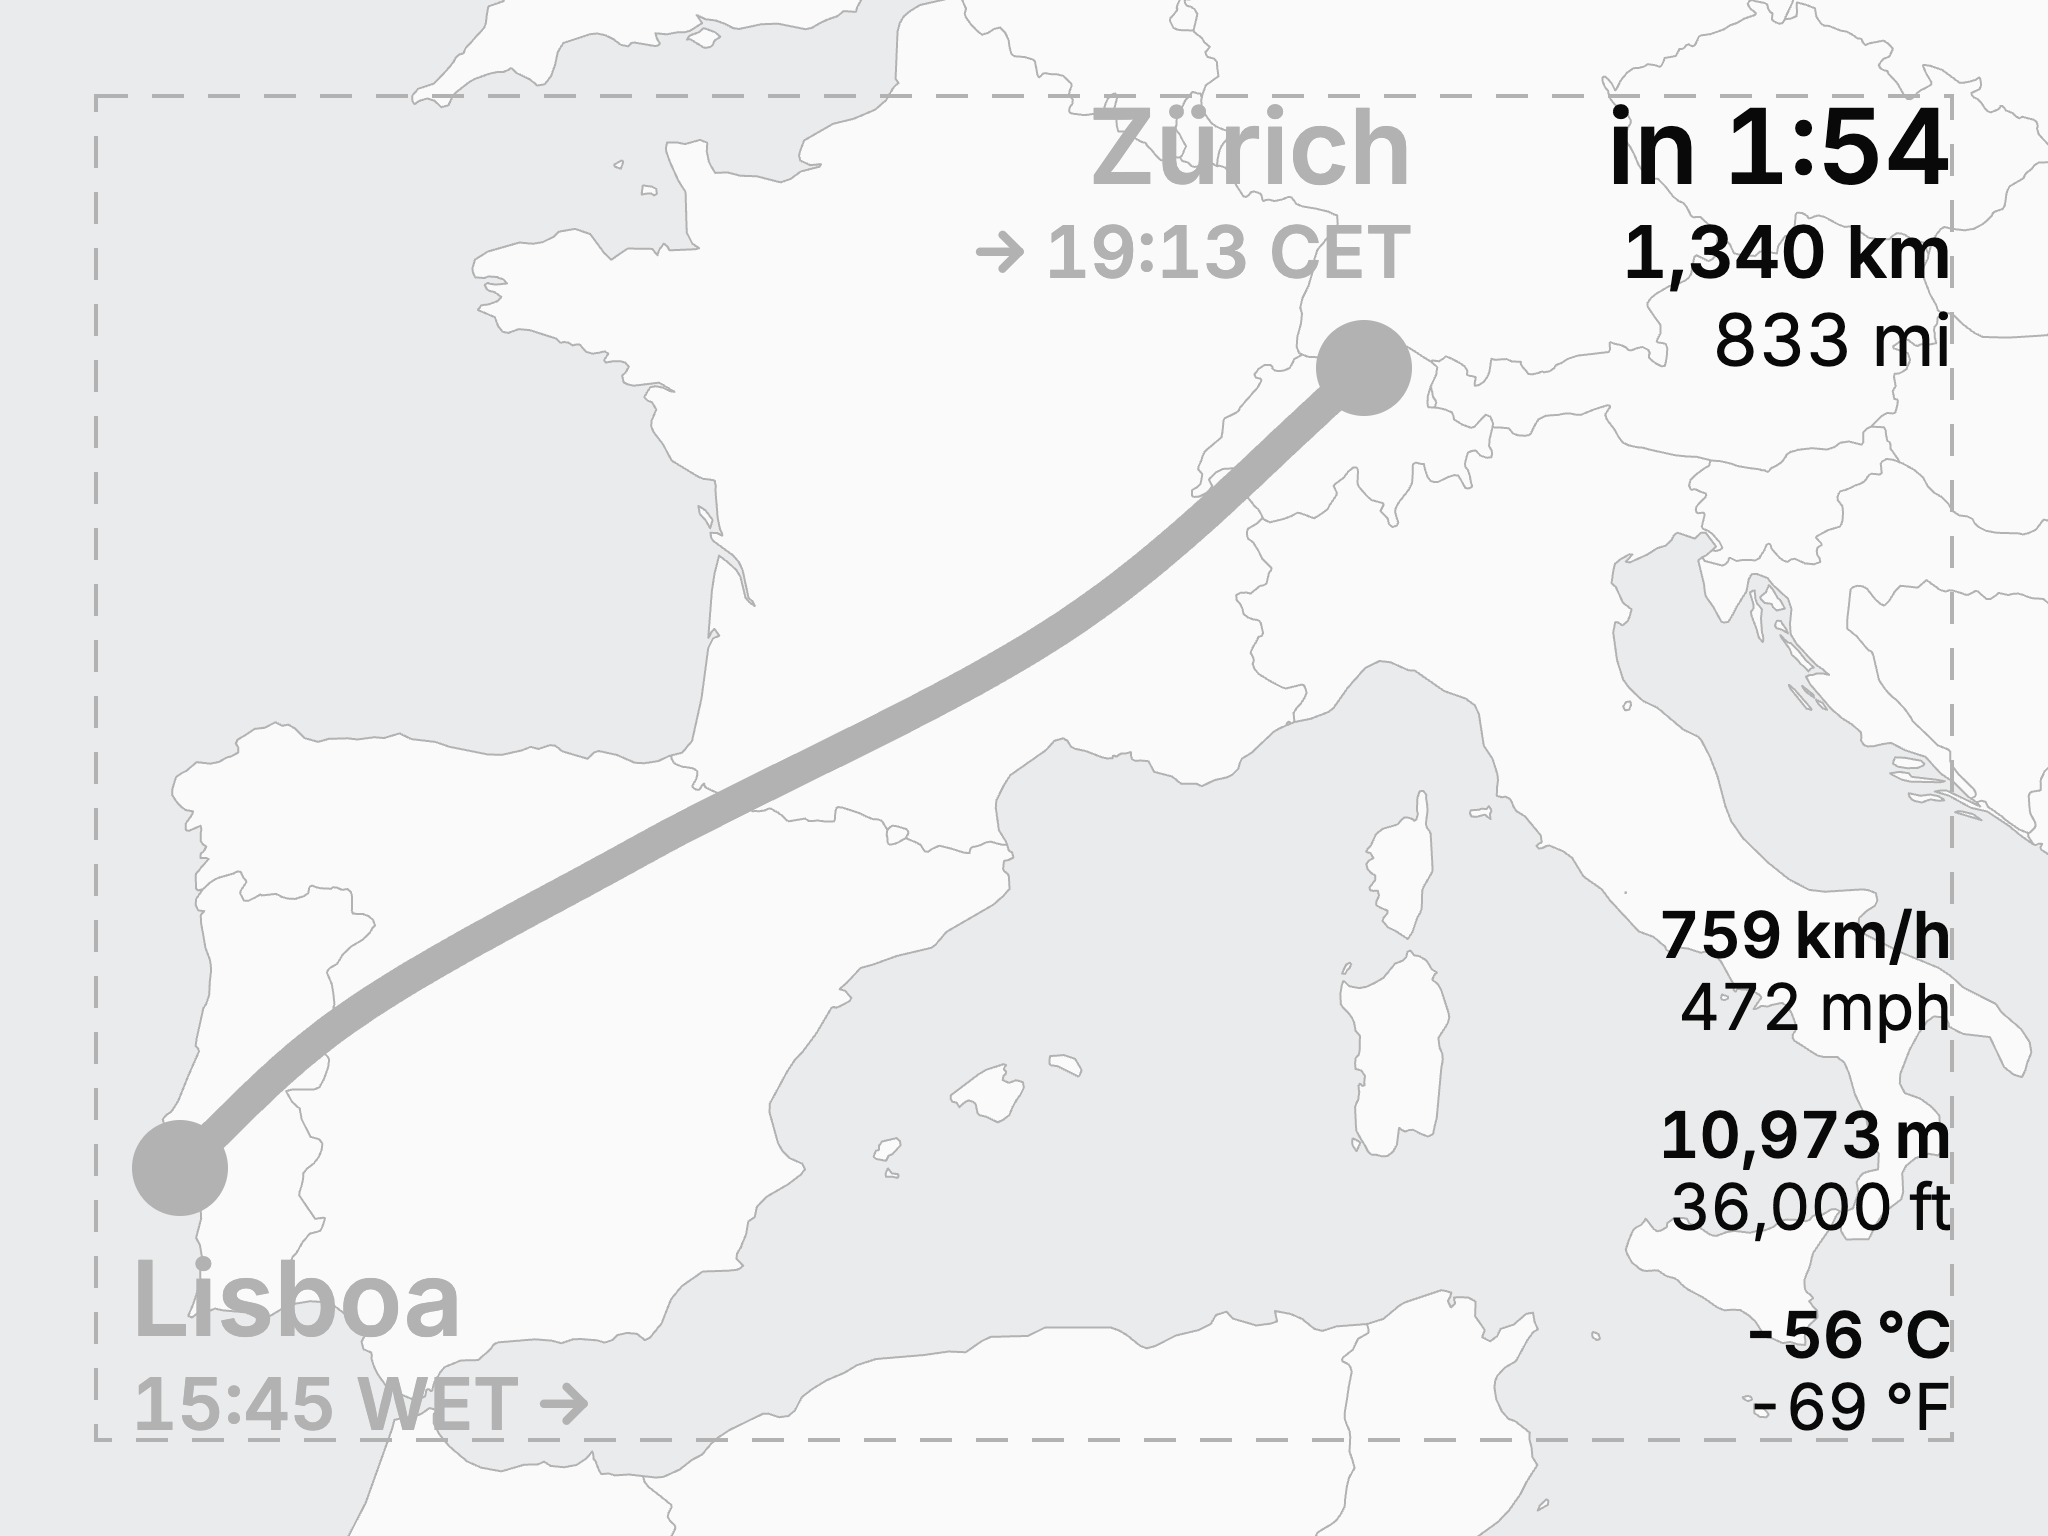 Zürich
→ 19:13 CET
in 1:54
1,340 km
833 mi
759 km/h
472 mph
10,973 m
36,000 ft
-56 °C
-69 °F
Lisboa
15:45 WET →